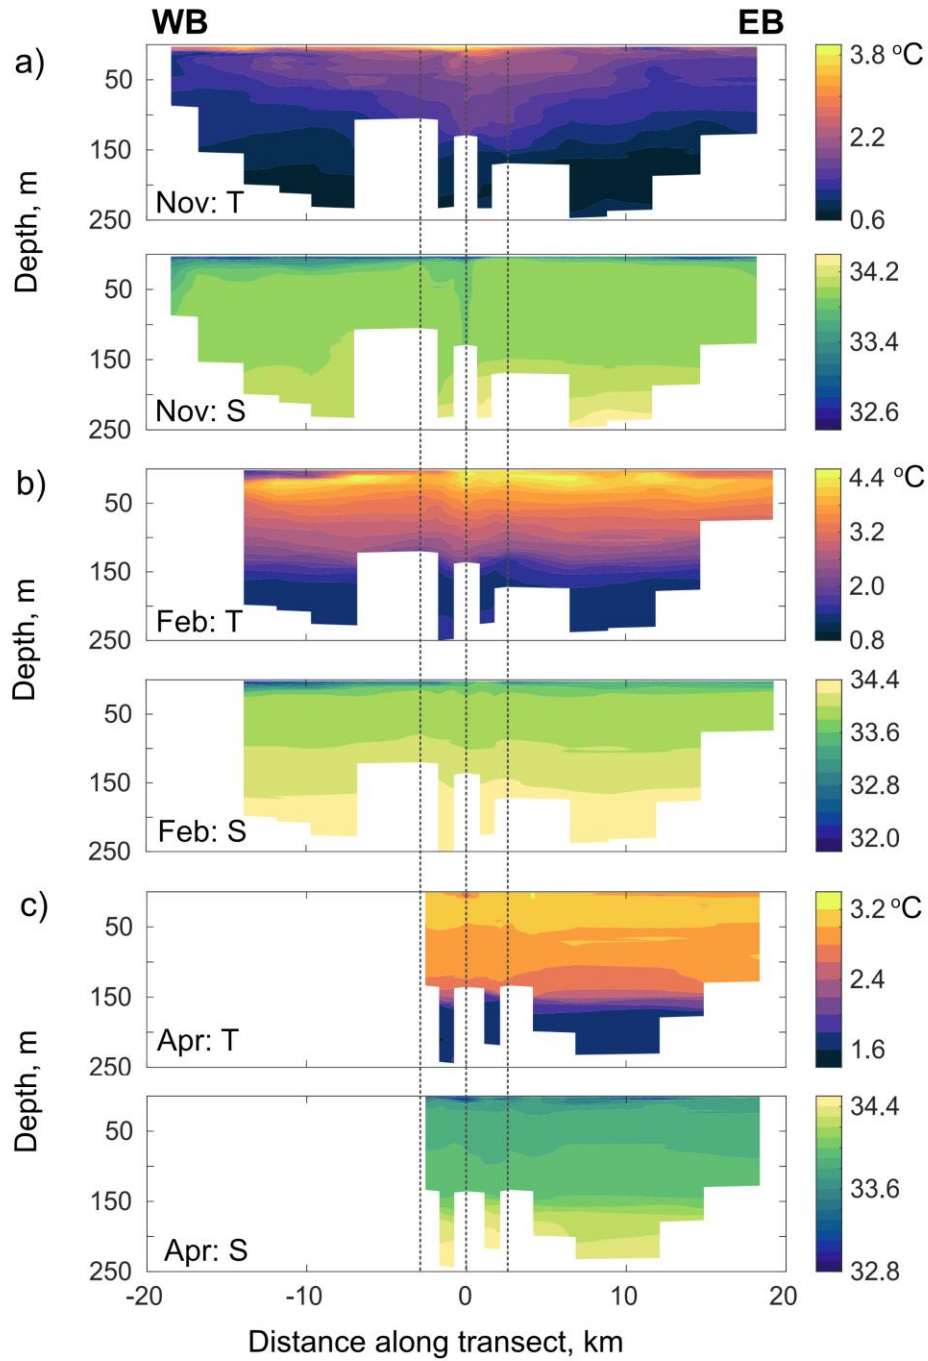 WB EB
a)
50
150
250
Nov: T
3.8 °C
2.2
0.6
Depth, m
50
150
250
Nov: S
34.2
33.4
32.6
b)
50
150
250
Feb: T
4.4 °C
3.2
2.0
0.8
Depth, m
50
150
250
Feb: S
34.4
33.6
32.8
32.0
c)
50
150
250
Apr: T
3.2 °C
2.4
1.6
Depth, m
50
150
250
Apr: S
34.4
33.6
32.8
-20 -10 0 10 20
Distance along transect, km